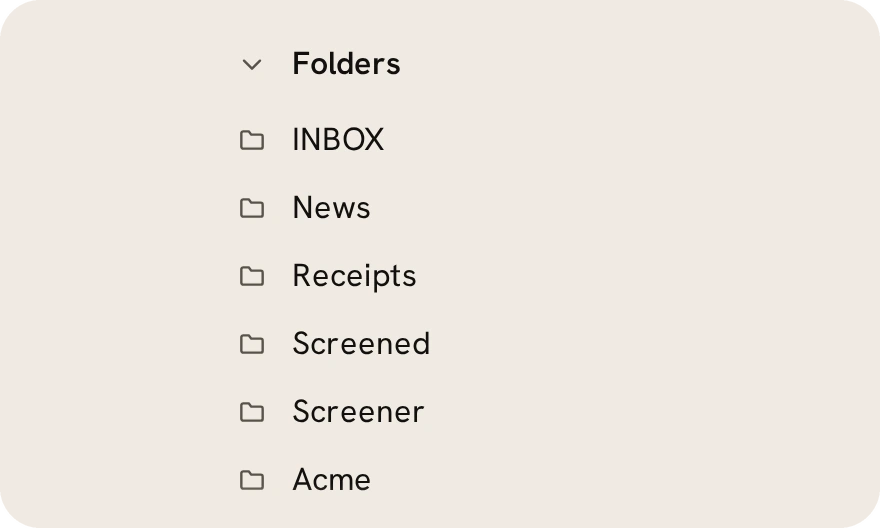 Folders
INBOX
News
Receipts
Screened
Screener
Acme